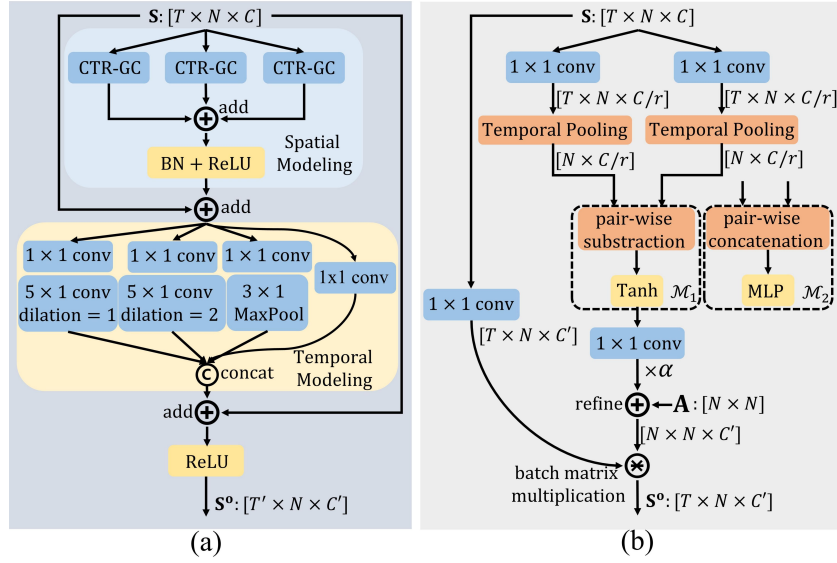 S: [T × N × C]
CTR-GC
CTR-GC
CTR-GC
add
Spatial
Modeling
BN + ReLU
add
1 × 1 conv
1 × 1 conv
1 × 1 conv
1x1 conv
5 × 1 conv
dilation = 1
5 × 1 conv
dilation = 2
3 × 1
MaxPool
C
concat
Temporal
Modeling
add
ReLU
S°: [T′ × N × C′]
(a)
S: [T × N × C]
1 × 1 conv
1 × 1 conv
[T × N × C/r]
[T × N × C/r]
Temporal Pooling
Temporal Pooling
[N × C/r]
[N × C/r]
pair-wise
substraction
pair-wise
concatenation
Tanh
ℳ₁
MLP
ℳ₂
1 × 1 conv
[T × N × C′]
1 × 1 conv
×α
refine
A: [N × N]
[N × N × C′]
batch matrix
multiplication
S°: [T × N × C′]
(b)